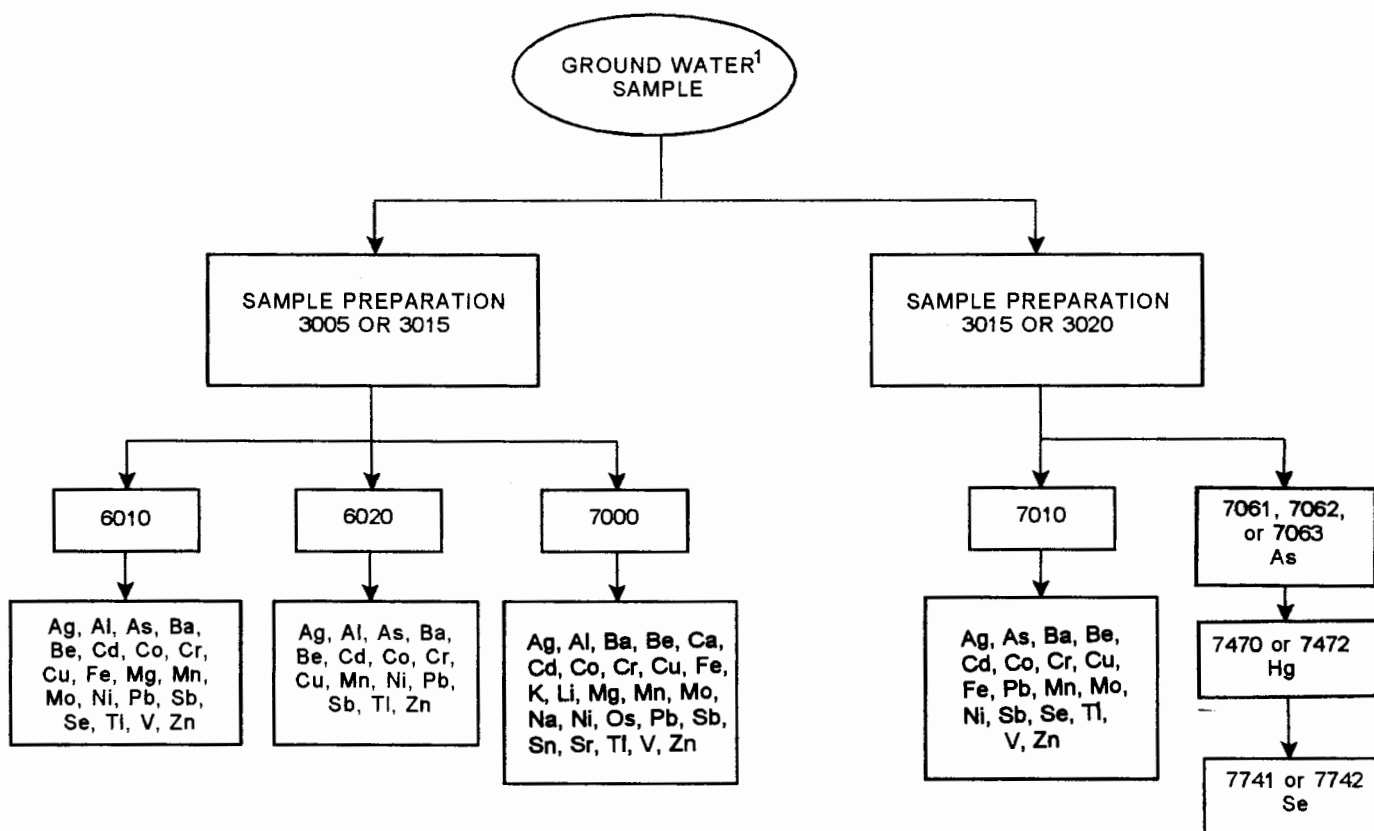 GROUND WATER1
SAMPLE
SAMPLE PREPARATION
3005 OR 3015
SAMPLE PREPARATION
3015 OR 3020
6010
6020
7000
7010
7061, 7062,
or 7063
As
Ag, Al, As, Ba,
Be, Cd, Co, Cr,
Cu, Fe, Mg, Mn,
Mo, Ni, Pb, Sb,
Se, Tl, V, Zn
Ag, Al, As, Ba,
Be, Cd, Co, Cr,
Cu, Mn, Ni, Pb,
Sb, Tl, Zn
Ag, Al, Ba, Be, Ca,
Cd, Co, Cr, Cu, Fe,
K, Li, Mg, Mn, Mo,
Na, Ni, Os, Pb, Sb,
Sn, Sr, Tl, V, Zn
Ag, As, Ba, Be,
Cd, Co, Cr, Cu,
Fe, Pb, Mn, Mo,
Ni, Sb, Se, Tl,
V, Zn
7470 or 7472
Hg
7741 or 7742
Se